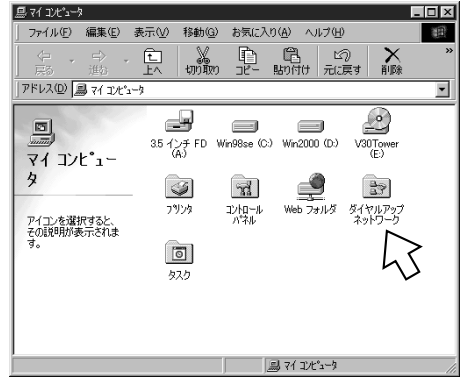 マイ コンピュータ
ファイル(F) 編集(E) 表示(V) 移動(G) お気に入り(A) ヘルプ(H)
戻る 進む 上へ 切り取り コピー 貼り付け 元に戻す 削除 »
アドレス(D) マイ コンピュータ
マイ コンピュー
タ
アイコンを選択すると、
その説明が表示されま
す。
3.5 インチ FD
(A:)
Win98se (C:)
Win2000 (D:)
V30Tower
(E:)
プリンタ
コントロール
パネル
Web フォルダ
ダイヤルアップ
ネットワーク
タスク
マイ コンピュータ